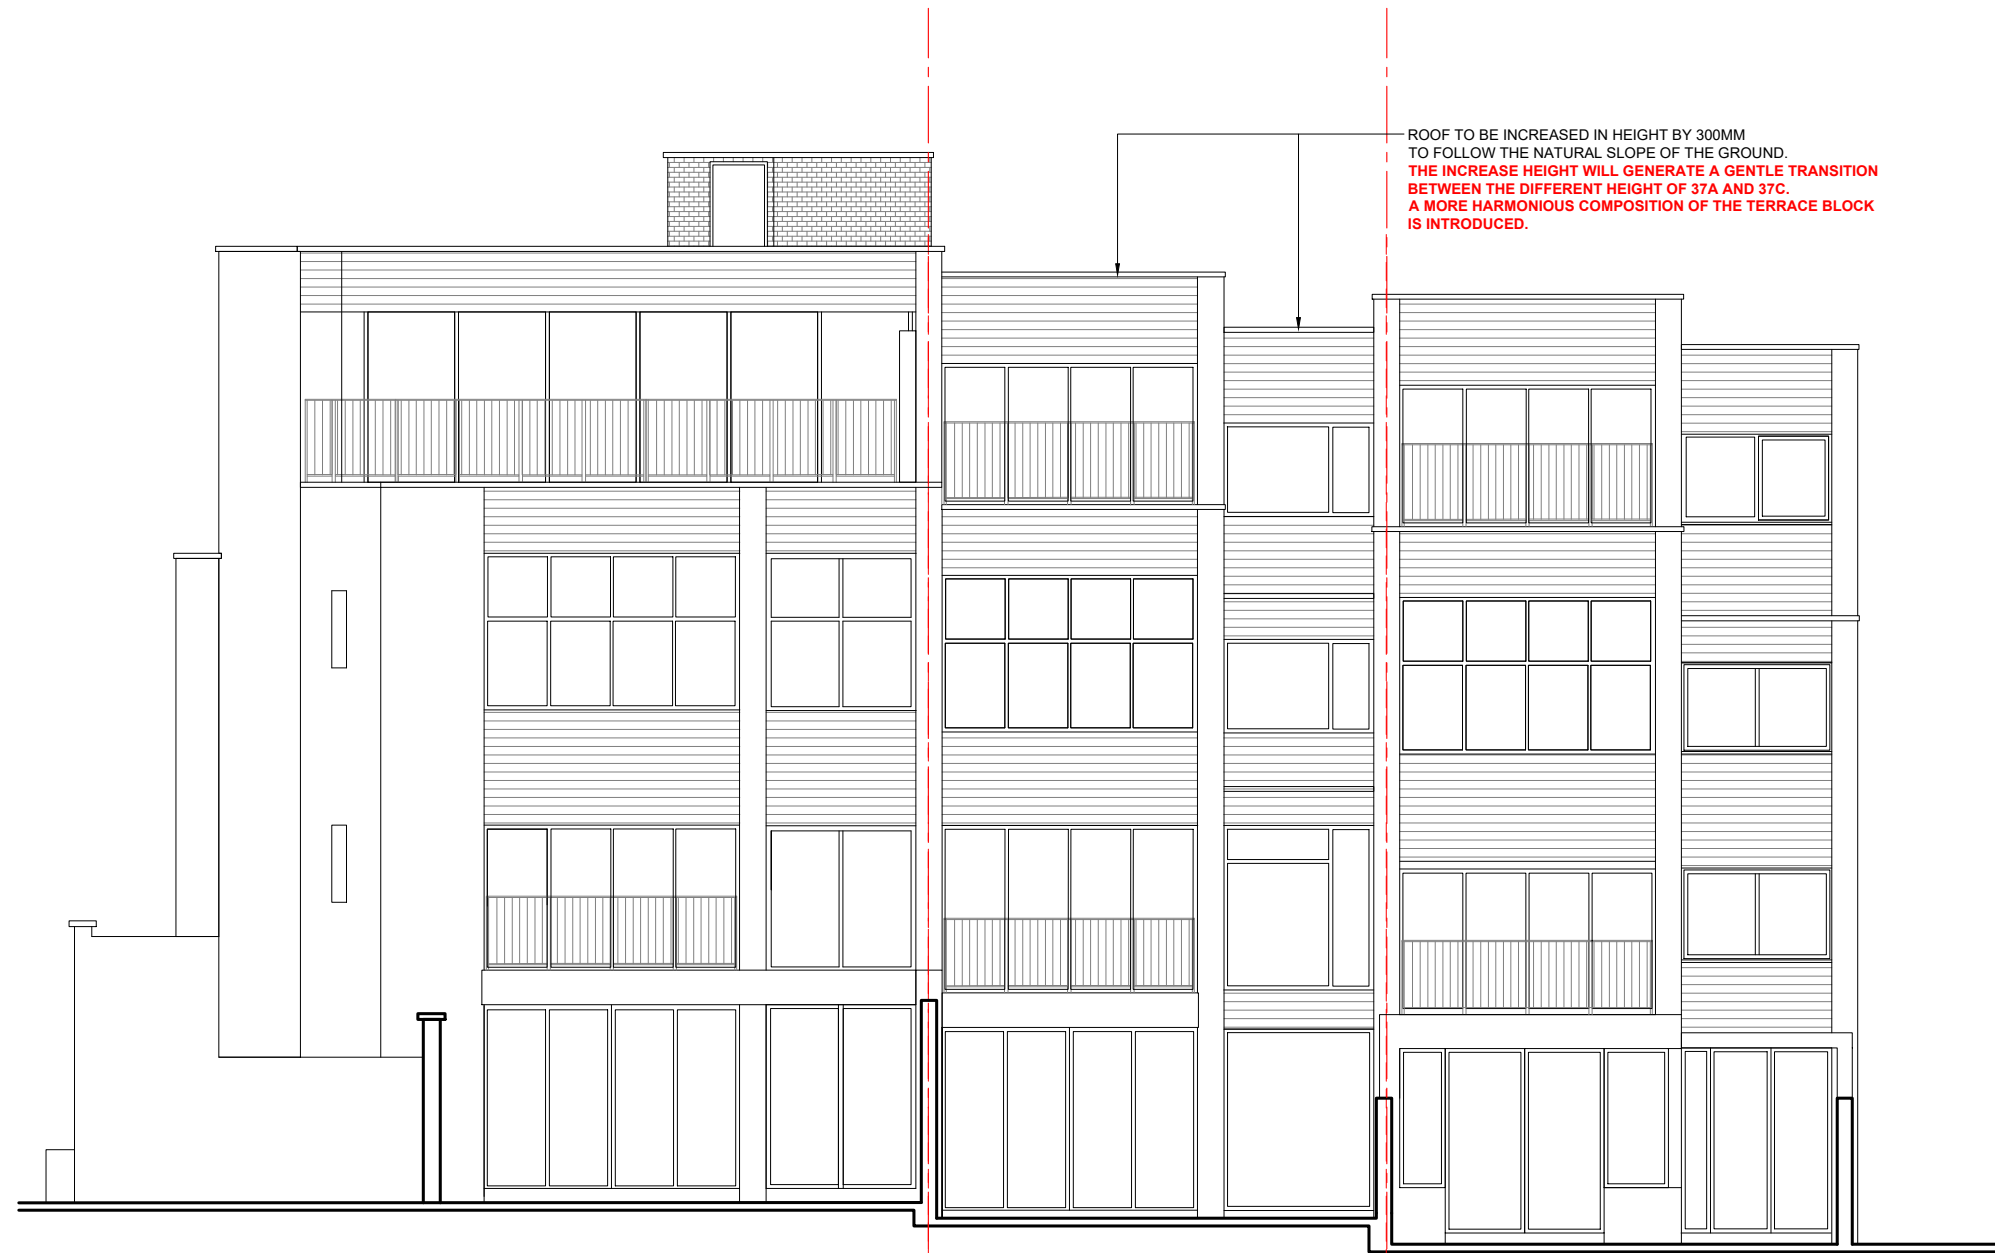 ROOF TO BE INCREASED IN HEIGHT BY 300MM
TO FOLLOW THE NATURAL SLOPE OF THE GROUND.
THE INCREASE HEIGHT WILL GENERATE A GENTLE TRANSITION
BETWEEN THE DIFFERENT HEIGHT OF 37A AND 37C.
A MORE HARMONIOUS COMPOSITION OF THE TERRACE BLOCK
IS INTRODUCED.